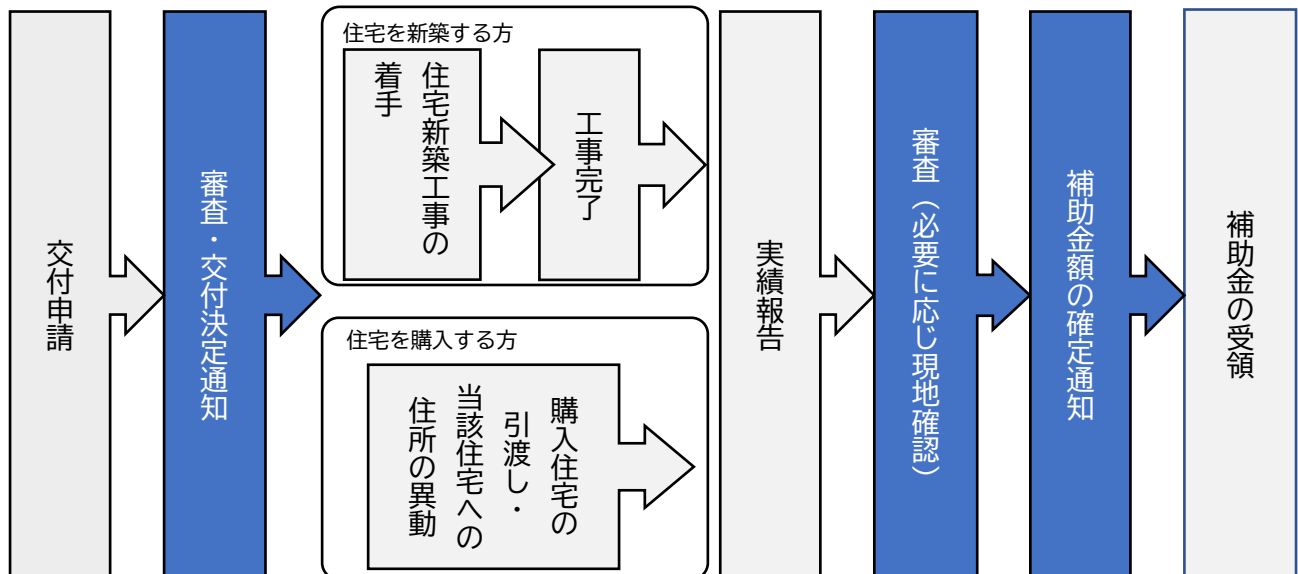 交付申請
審査・交付決定通知
住宅を新築する方
住宅新築工事の
着手
工事完了
住宅を購入する方
購入住宅の
引渡し・
当該住宅への
住所の異動
実績報告
審査（必要に応じ現地確認）
補助金額の確定通知
補助金の受領